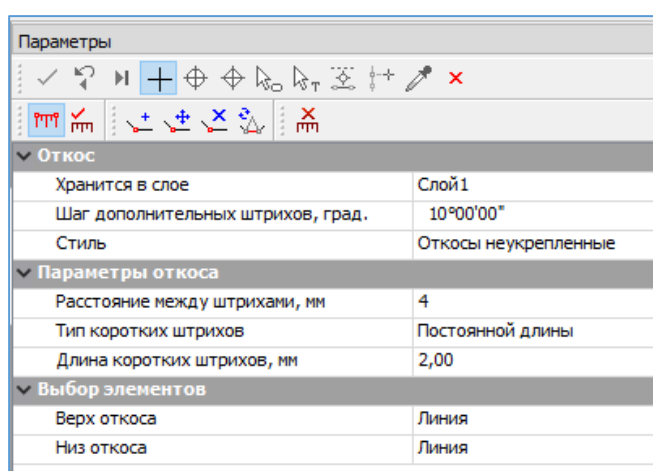 Параметры
Откос
Хранится в слое Слой1
Шаг дополнительных штрихов, град. 10°00'00"
Стиль Откосы неукрепленные
Параметры откоса
Расстояние между штрихами, мм 4
Тип коротких штрихов Постоянной длины
Длина коротких штрихов, мм 2,00
Выбор элементов
Верх откоса Линия
Низ откоса Линия